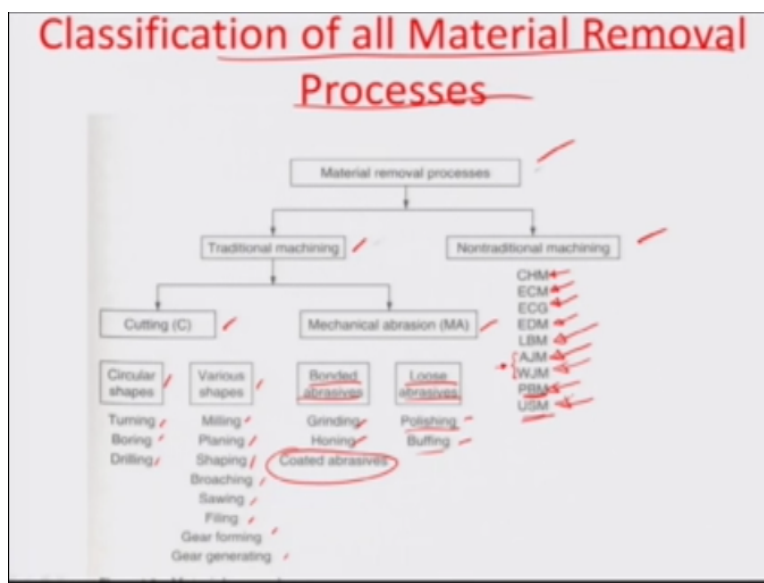 Classification of all Material Removal
Processes
Material removal processes
Traditional machining
Nontraditional machining
CHM
ECM
ECG
EDM
LBM
AJM
WJM
PBM
USM
Cutting (C)
Mechanical abrasion (MA)
Circular
shapes
Turning
Boring
Drilling
Various
shapes
Milling
Planing
Shaping
Broaching
Sawing
Filing
Gear forming
Gear generating
Bonded
abrasives
Grinding
Honing
Coated abrasives
Loose
abrasives
Polishing
Buffing